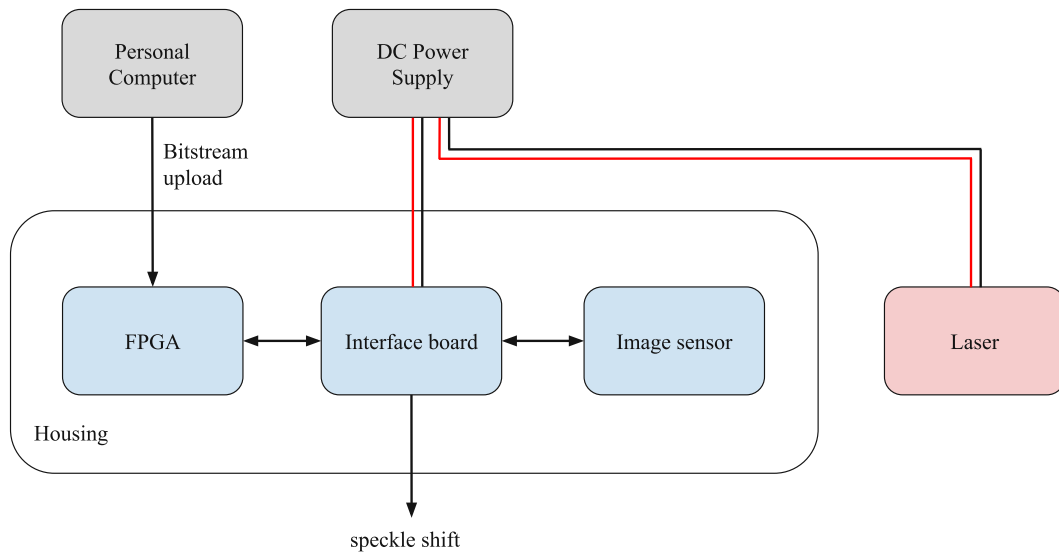 Personal
Computer
DC Power
Supply
Bitstream
upload
FPGA
Interface board
Image sensor
Laser
Housing
speckle shift